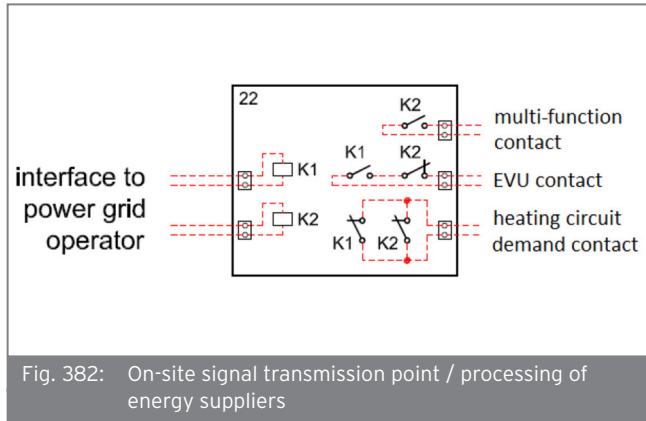 22
K2
multi-function
contact
K1
K2
K1
EVU contact
interface to
power grid
operator
K2
heating circuit
demand contact
K1
K2
Fig. 382: On-site signal transmission point / processing of
energy suppliers